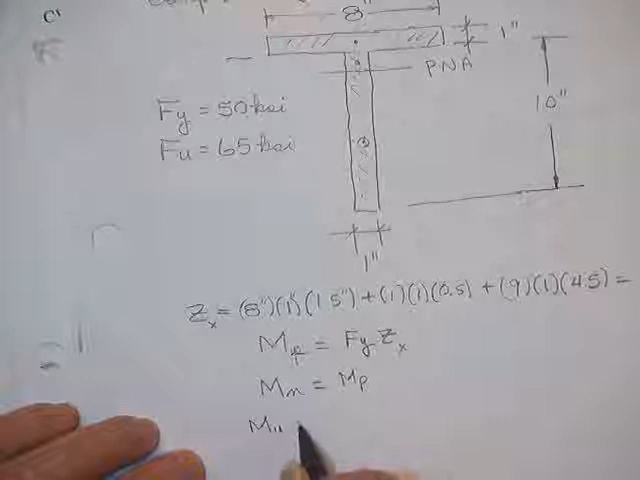 8"
1"
PNA
10"
Fy = 50 ksi
Fu = 65 ksi
1"
Zx = (8")(1")(1.5") + (1)(1)(0.5) + (9)(1)(4.5) =
Mp = Fy Zx
Mn = Mp
Mu